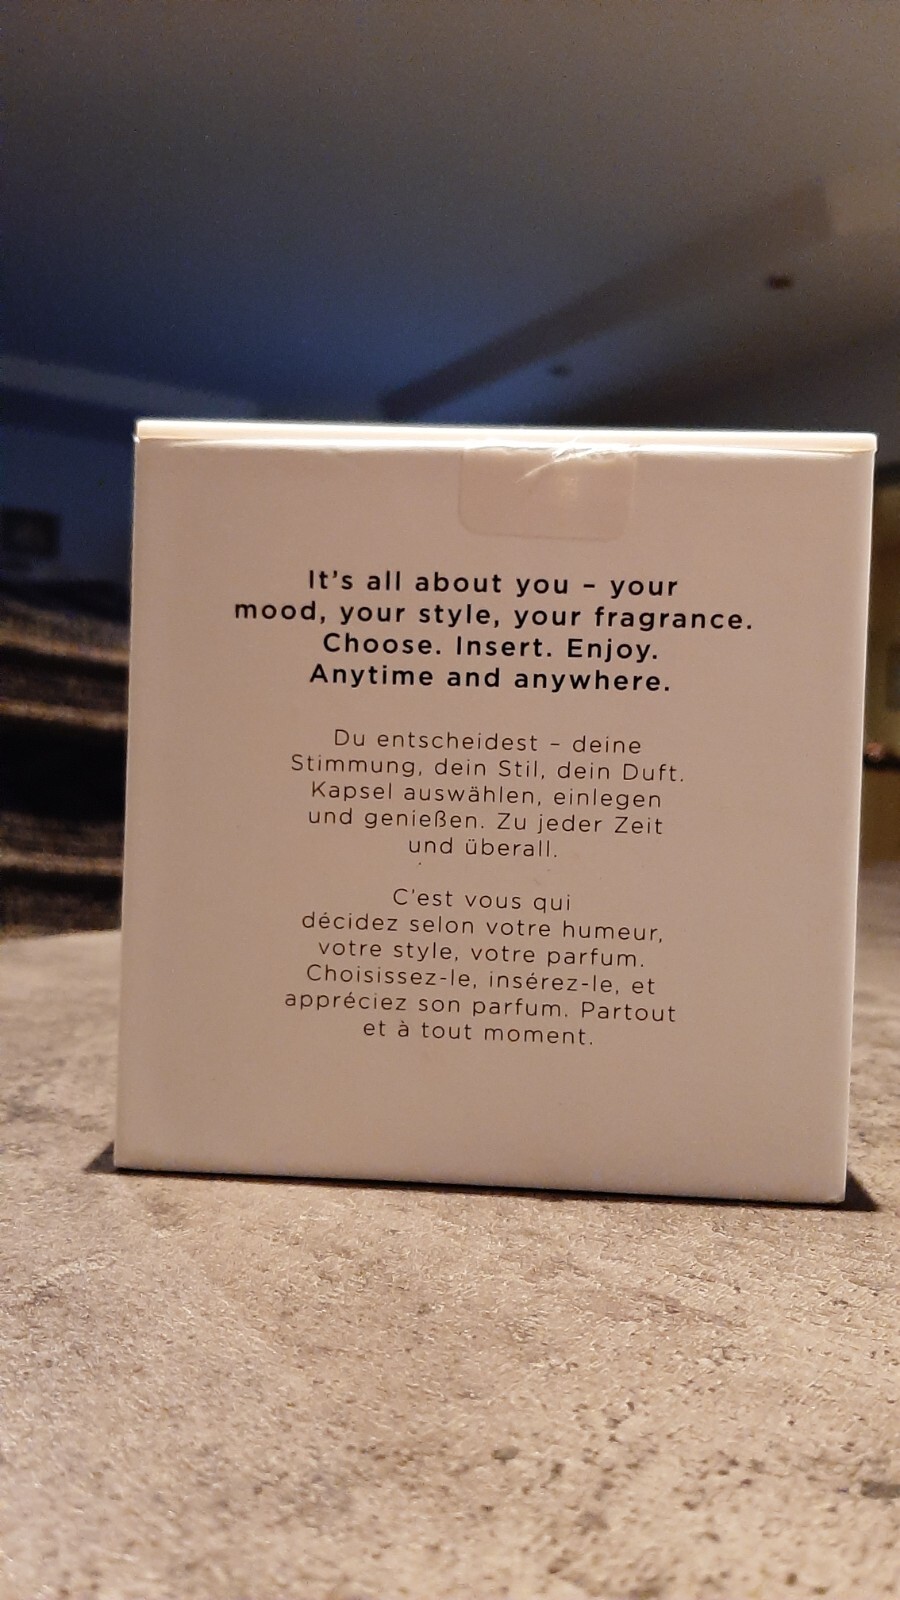 It's all about you – your
mood, your style, your fragrance.
Choose. Insert. Enjoy.
Anytime and anywhere.
Du entscheidest – deine
Stimmung, dein Stil, dein Duft.
Kapsel auswählen, einlegen
und genießen. Zu jeder Zeit
und überall.
C'est vous qui
décidez selon votre humeur,
votre style, votre parfum.
Choisissez-le, insérez-le, et
appréciez son parfum. Partout
et à tout moment.